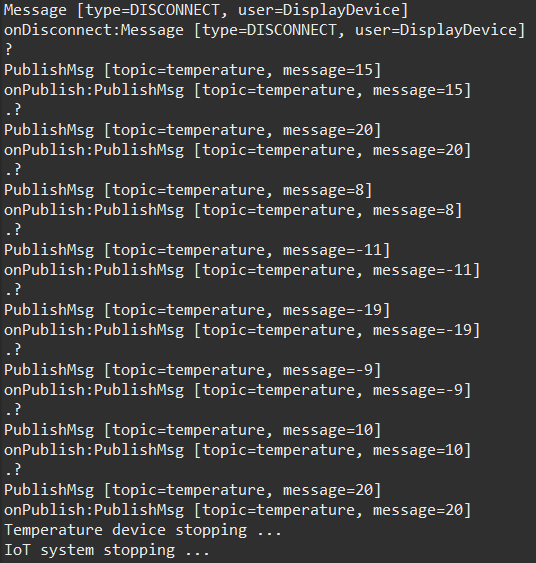 Message [type=DISCONNECT, user=DisplayDevice]
onDisconnect:Message [type=DISCONNECT, user=DisplayDevice]
?
PublishMsg [topic=temperature, message=15]
onPublish:PublishMsg [topic=temperature, message=15]
.?
PublishMsg [topic=temperature, message=20]
onPublish:PublishMsg [topic=temperature, message=20]
.?
PublishMsg [topic=temperature, message=8]
onPublish:PublishMsg [topic=temperature, message=8]
.?
PublishMsg [topic=temperature, message=-11]
onPublish:PublishMsg [topic=temperature, message=-11]
.?
PublishMsg [topic=temperature, message=-19]
onPublish:PublishMsg [topic=temperature, message=-19]
.?
PublishMsg [topic=temperature, message=-9]
onPublish:PublishMsg [topic=temperature, message=-9]
.?
PublishMsg [topic=temperature, message=10]
onPublish:PublishMsg [topic=temperature, message=10]
.?
PublishMsg [topic=temperature, message=20]
onPublish:PublishMsg [topic=temperature, message=20]
Temperature device stopping ...
IoT system stopping ...